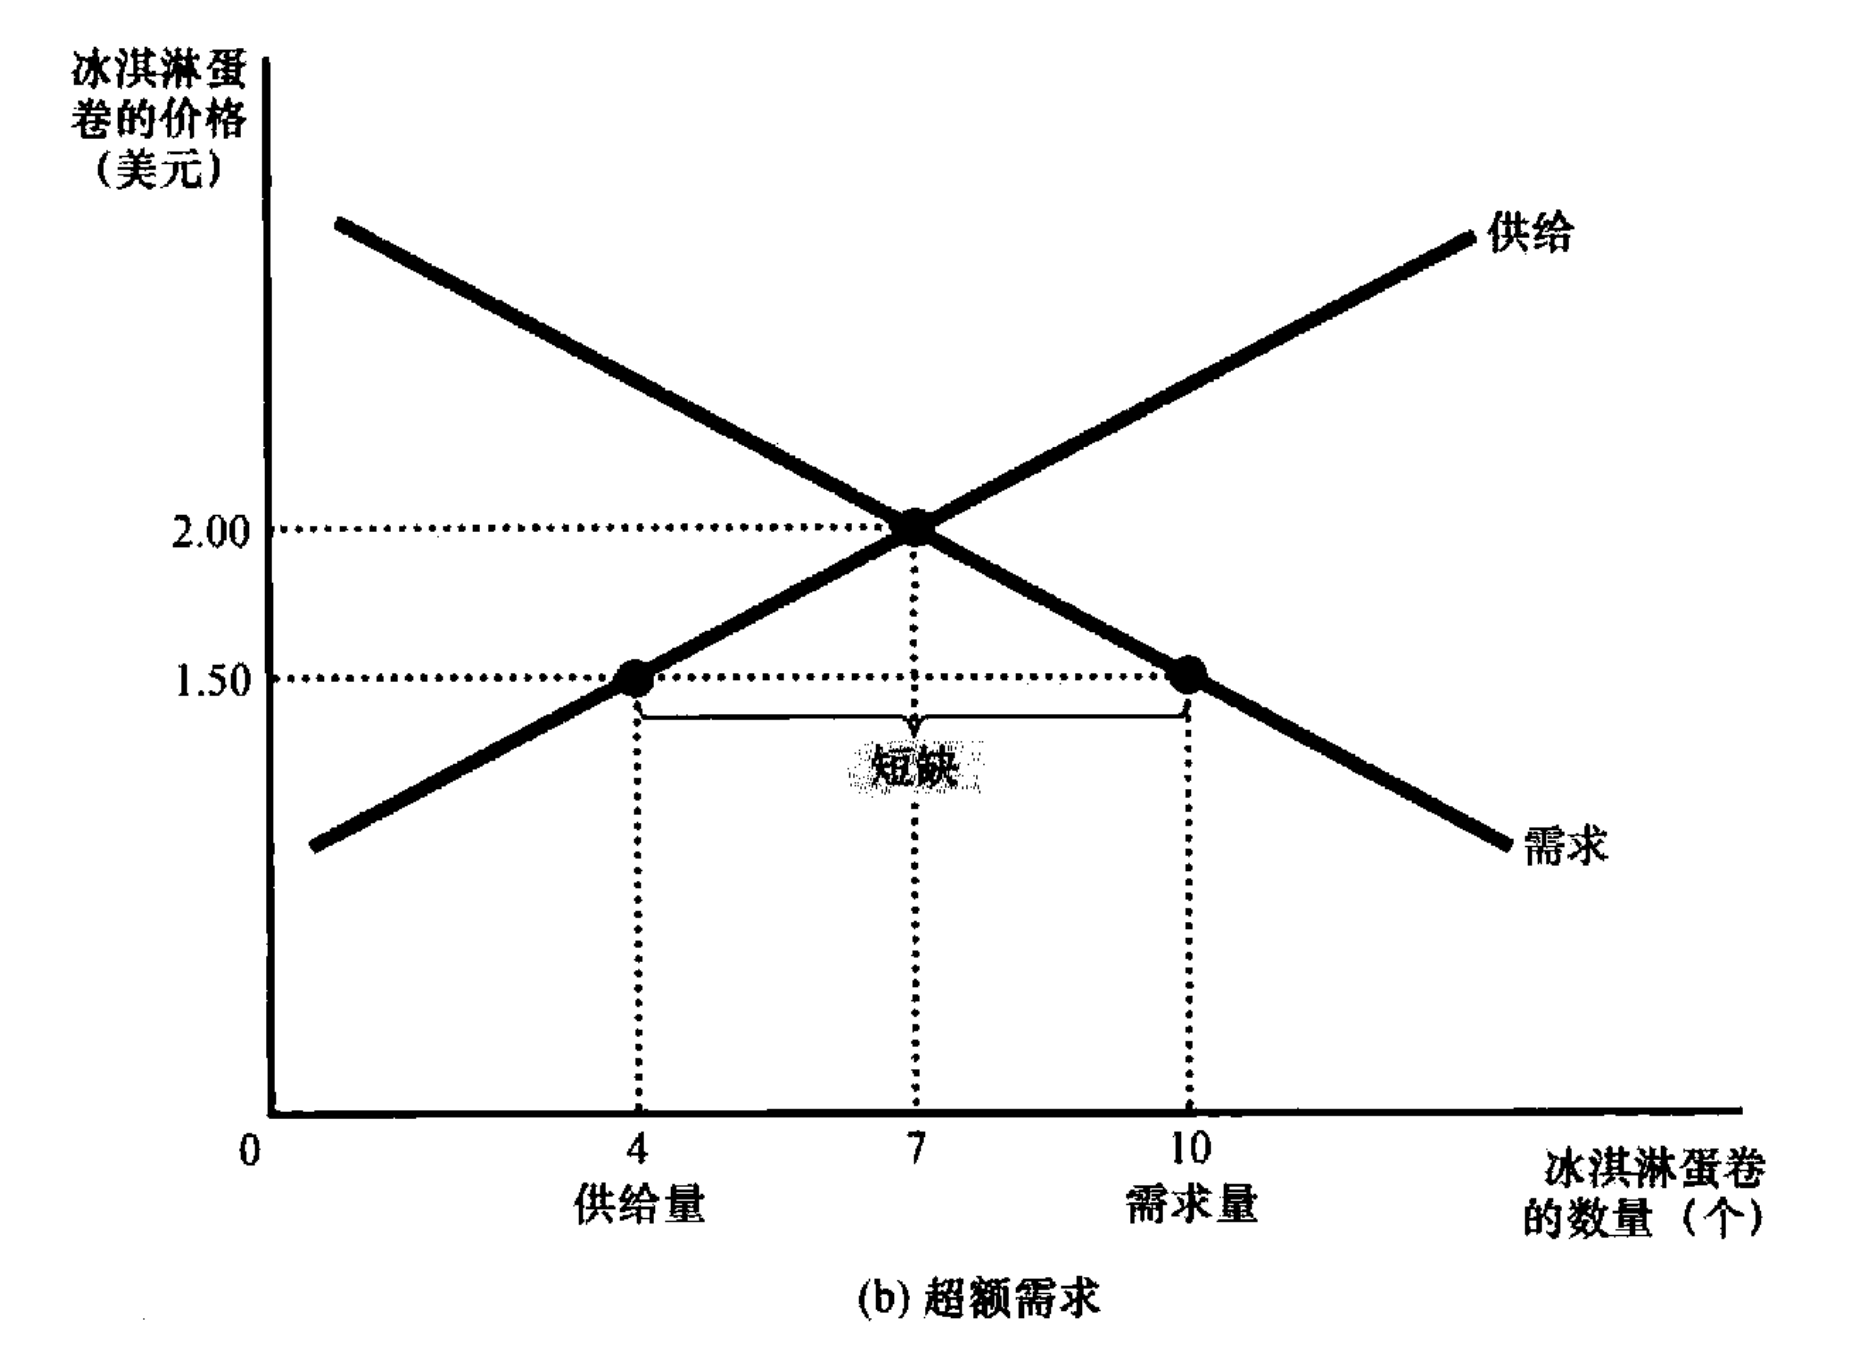 冰淇淋蛋
卷的价格
(美元)
供给
2.00
1.50
短缺
需求
0
4
7
10
供给量
需求量
冰淇淋蛋卷
的数量(个)
(b) 超额需求